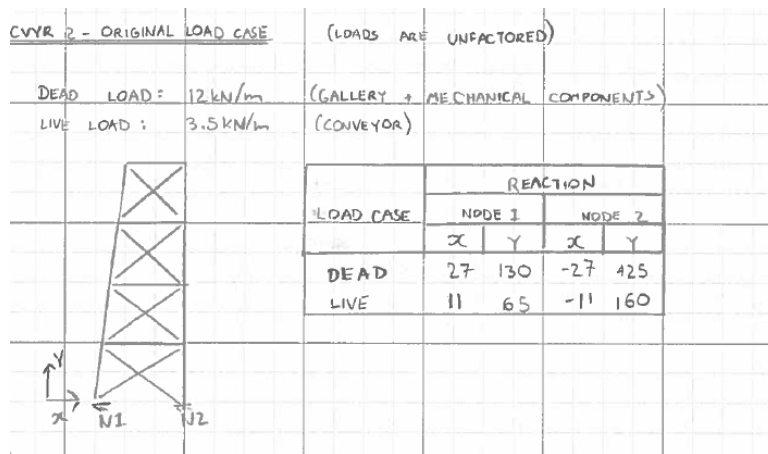 CVYR 2 - ORIGINAL LOAD CASE (LOADS ARE UNFACTORED)
DEAD LOAD: 12kN/m (GALLERY + MECHANICAL COMPONENTS)
LIVE LOAD: 3.5kN/m (CONVEYOR)
REACTION
LOAD CASE NODE 1 NODE 2
x Y x Y
DEAD 27 130 -27 425
LIVE 11 65 -11 160
Y
x N1 N2